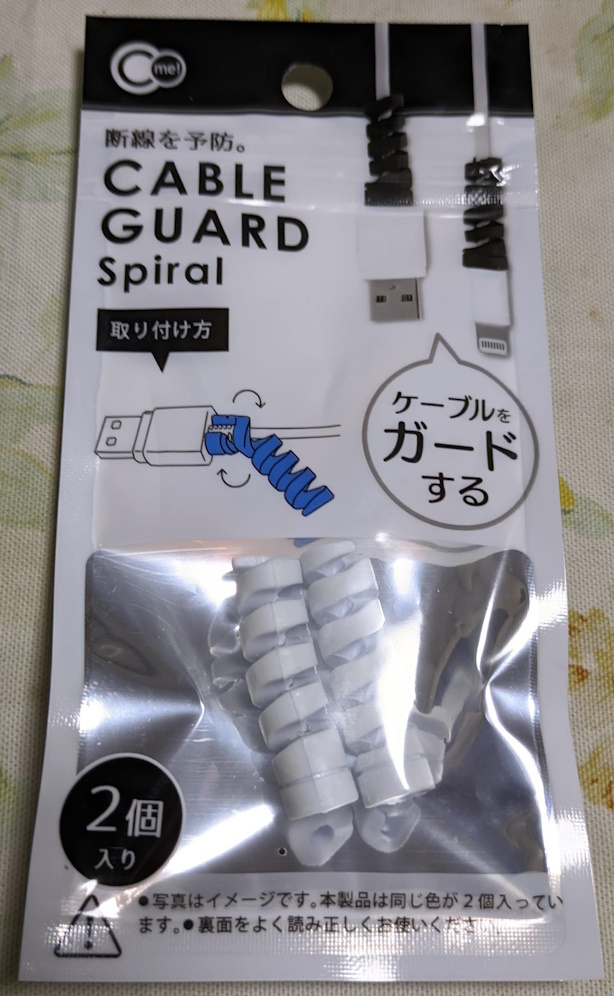 C me!
断線を予防。
CABLE
GUARD
Spiral
取り付け方
ケーブルを
ガード
する
2個
入り
●写真はイメージです。本製品は同じ色が2個入ってい
ます。●裏面をよく読み正しくお使いください。